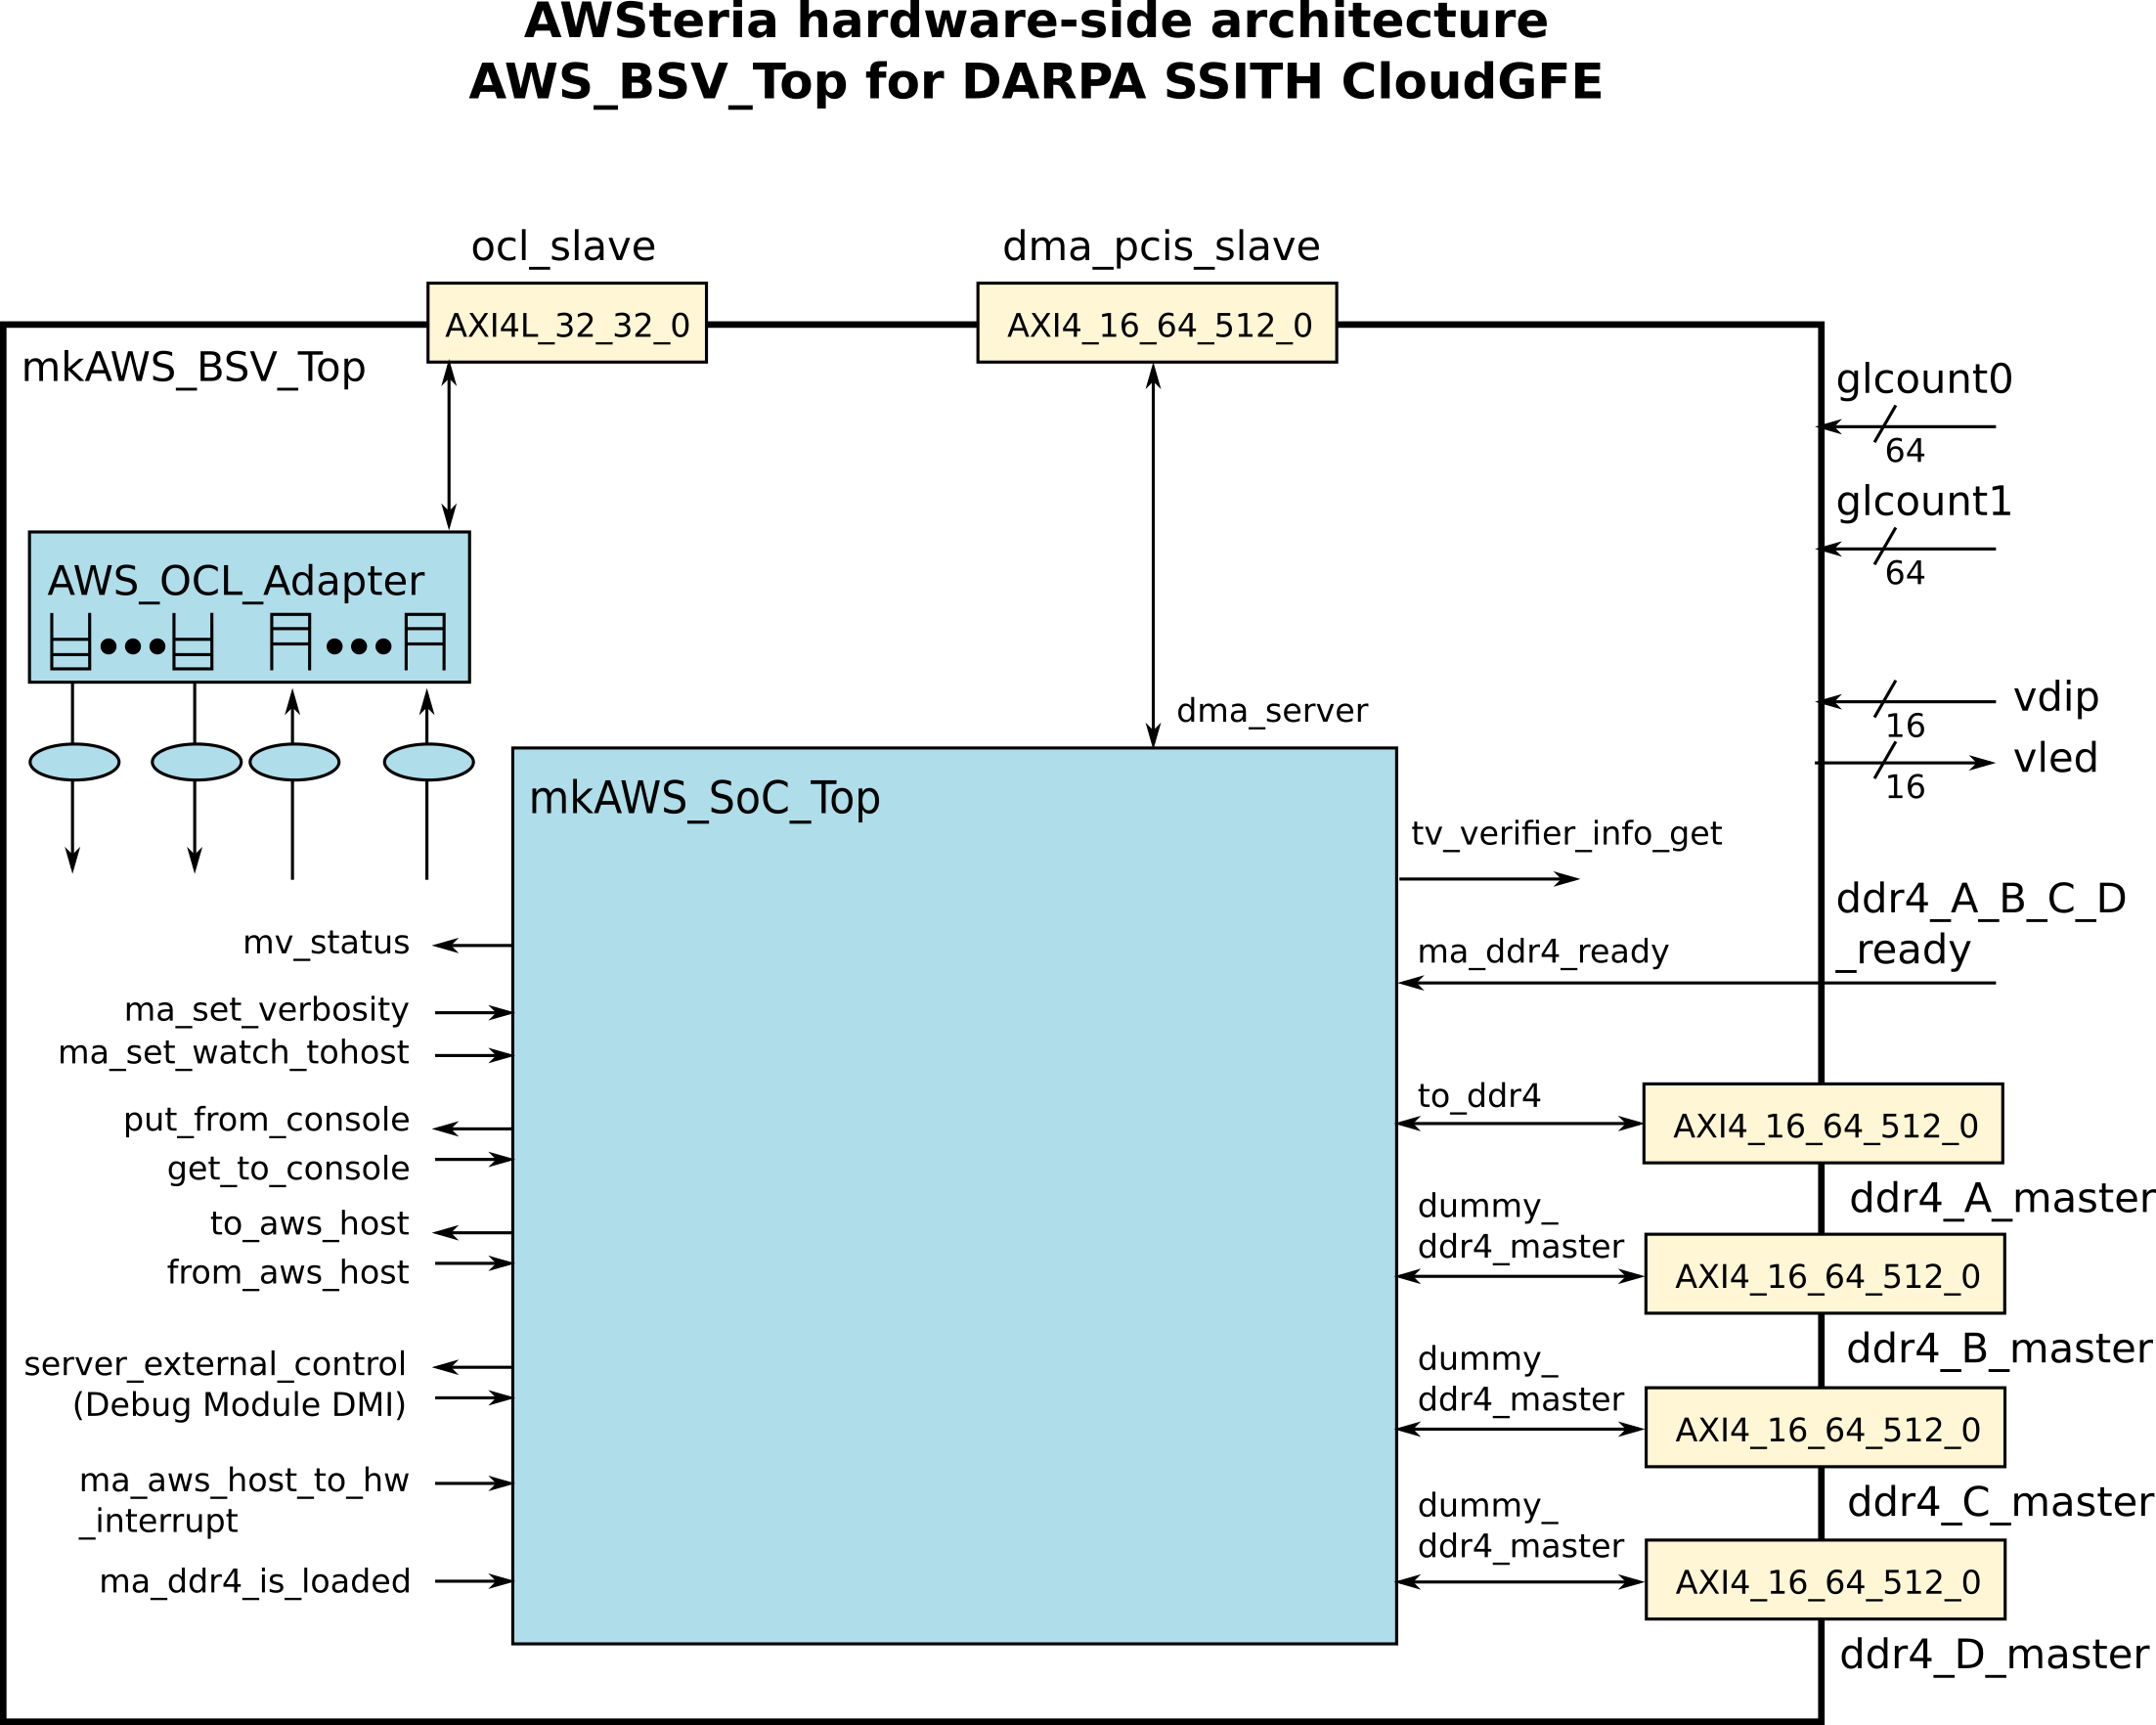 AWSteria hardware-side architecture
AWS_BSV_Top for DARPA SSITH CloudGFE
ocl_slave
dma_pcis_slave
AXI4L_32_32_0
AXI4_16_64_512_0
mkAWS_BSV_Top
glcount0
64
glcount1
64
AWS_OCL_Adapter
vdip
16
vled
16
dma_server
mkAWS_SoC_Top
tv_verifier_info_get
ddr4_A_B_C_D
_ready
ma_ddr4_ready
mv_status
ma_set_verbosity
ma_set_watch_tohost
put_from_console
get_to_console
to_aws_host
from_aws_host
server_external_control
(Debug Module DMI)
ma_aws_host_to_hw
_interrupt
ma_ddr4_is_loaded
to_ddr4
AXI4_16_64_512_0
ddr4_A_master
dummy_
ddr4_master
AXI4_16_64_512_0
ddr4_B_master
dummy_
ddr4_master
AXI4_16_64_512_0
ddr4_C_master
dummy_
ddr4_master
AXI4_16_64_512_0
ddr4_D_master